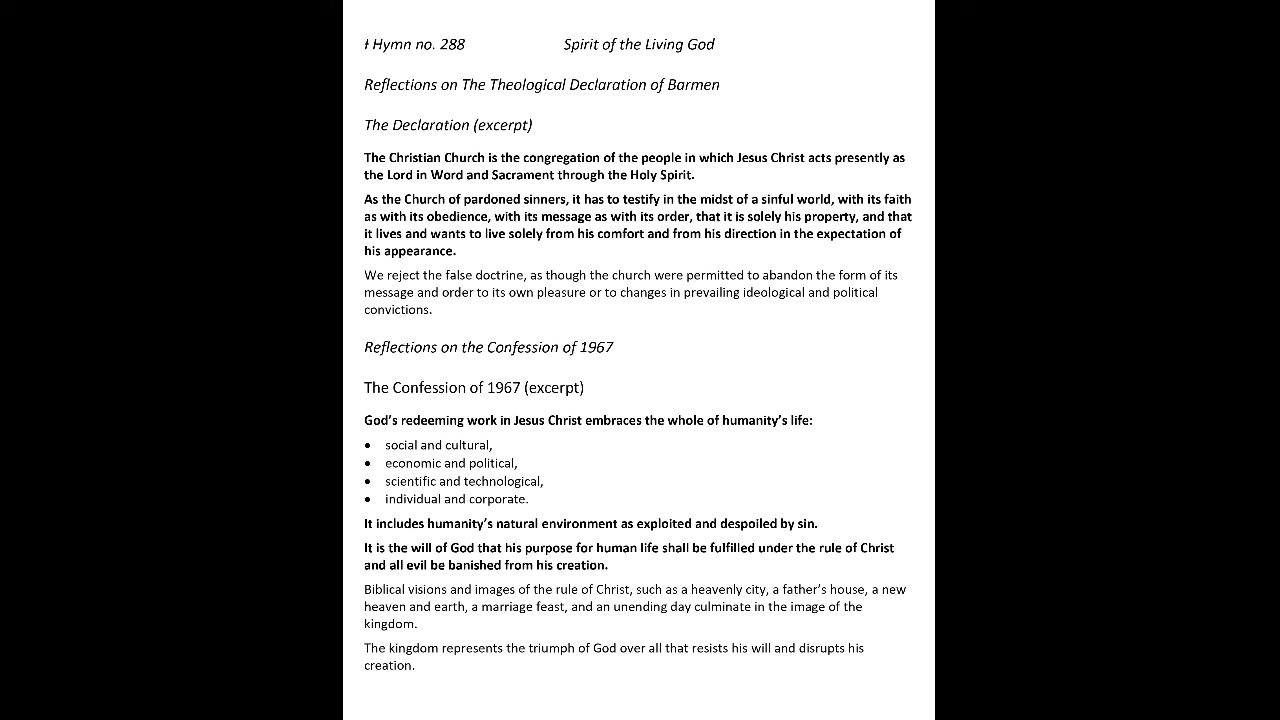 ƚ Hymn no. 288 Spirit of the Living God
Reflections on The Theological Declaration of Barmen
The Declaration (excerpt)
The Christian Church is the congregation of the people in which Jesus Christ acts presently as
the Lord in Word and Sacrament through the Holy Spirit.
As the Church of pardoned sinners, it has to testify in the midst of a sinful world, with its faith
as with its obedience, with its message as with its order, that it is solely his property, and that
it lives and wants to live solely from his comfort and from his direction in the expectation of
his appearance.
We reject the false doctrine, as though the church were permitted to abandon the form of its
message and order to its own pleasure or to changes in prevailing ideological and political
convictions.
Reflections on the Confession of 1967
The Confession of 1967 (excerpt)
God’s redeeming work in Jesus Christ embraces the whole of humanity’s life:
• social and cultural,
• economic and political,
• scientific and technological,
• individual and corporate.
It includes humanity’s natural environment as exploited and despoiled by sin.
It is the will of God that his purpose for human life shall be fulfilled under the rule of Christ
and all evil be banished from his creation.
Biblical visions and images of the rule of Christ, such as a heavenly city, a father’s house, a new
heaven and earth, a marriage feast, and an unending day culminate in the image of the
kingdom.
The kingdom represents the triumph of God over all that resists his will and disrupts his
creation.